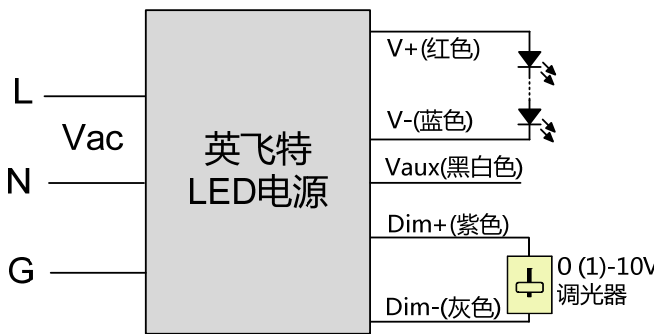 L
Vac
N
G
英飞特
LED电源
V+(红色)
V-(蓝色)
Vaux(黑白色)
Dim+(紫色)
Dim-(灰色)
0 (1)-10V
调光器